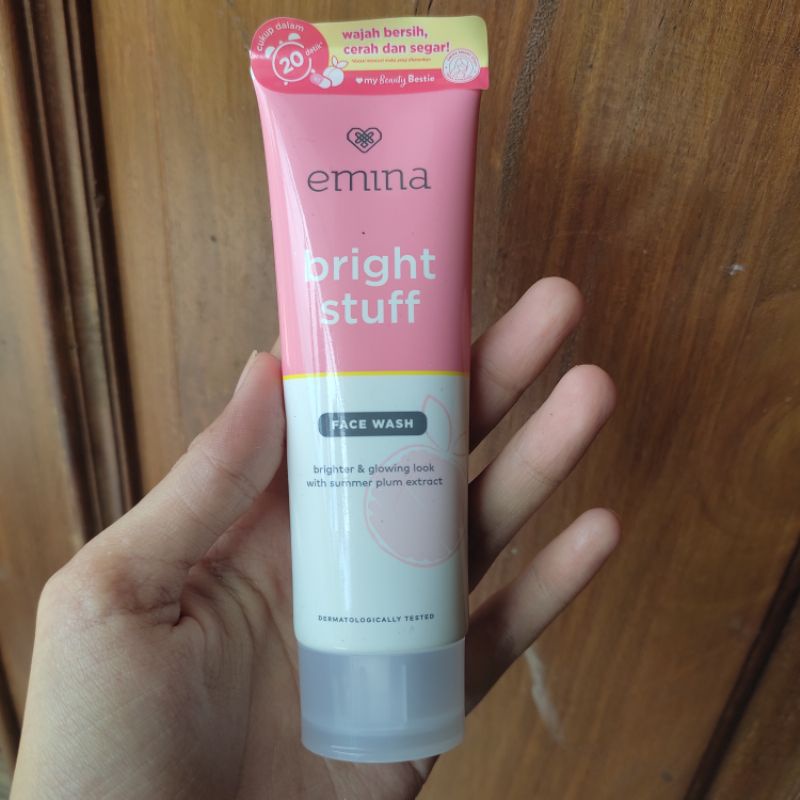 cukup dalam
20
detik*
wajah bersih,
cerah dan segar!
my Beauty Bestie
emina
bright
stuff
FACE WASH
brighter & glowing look
with summer plum extract
DERMATOLOGICALLY TESTED